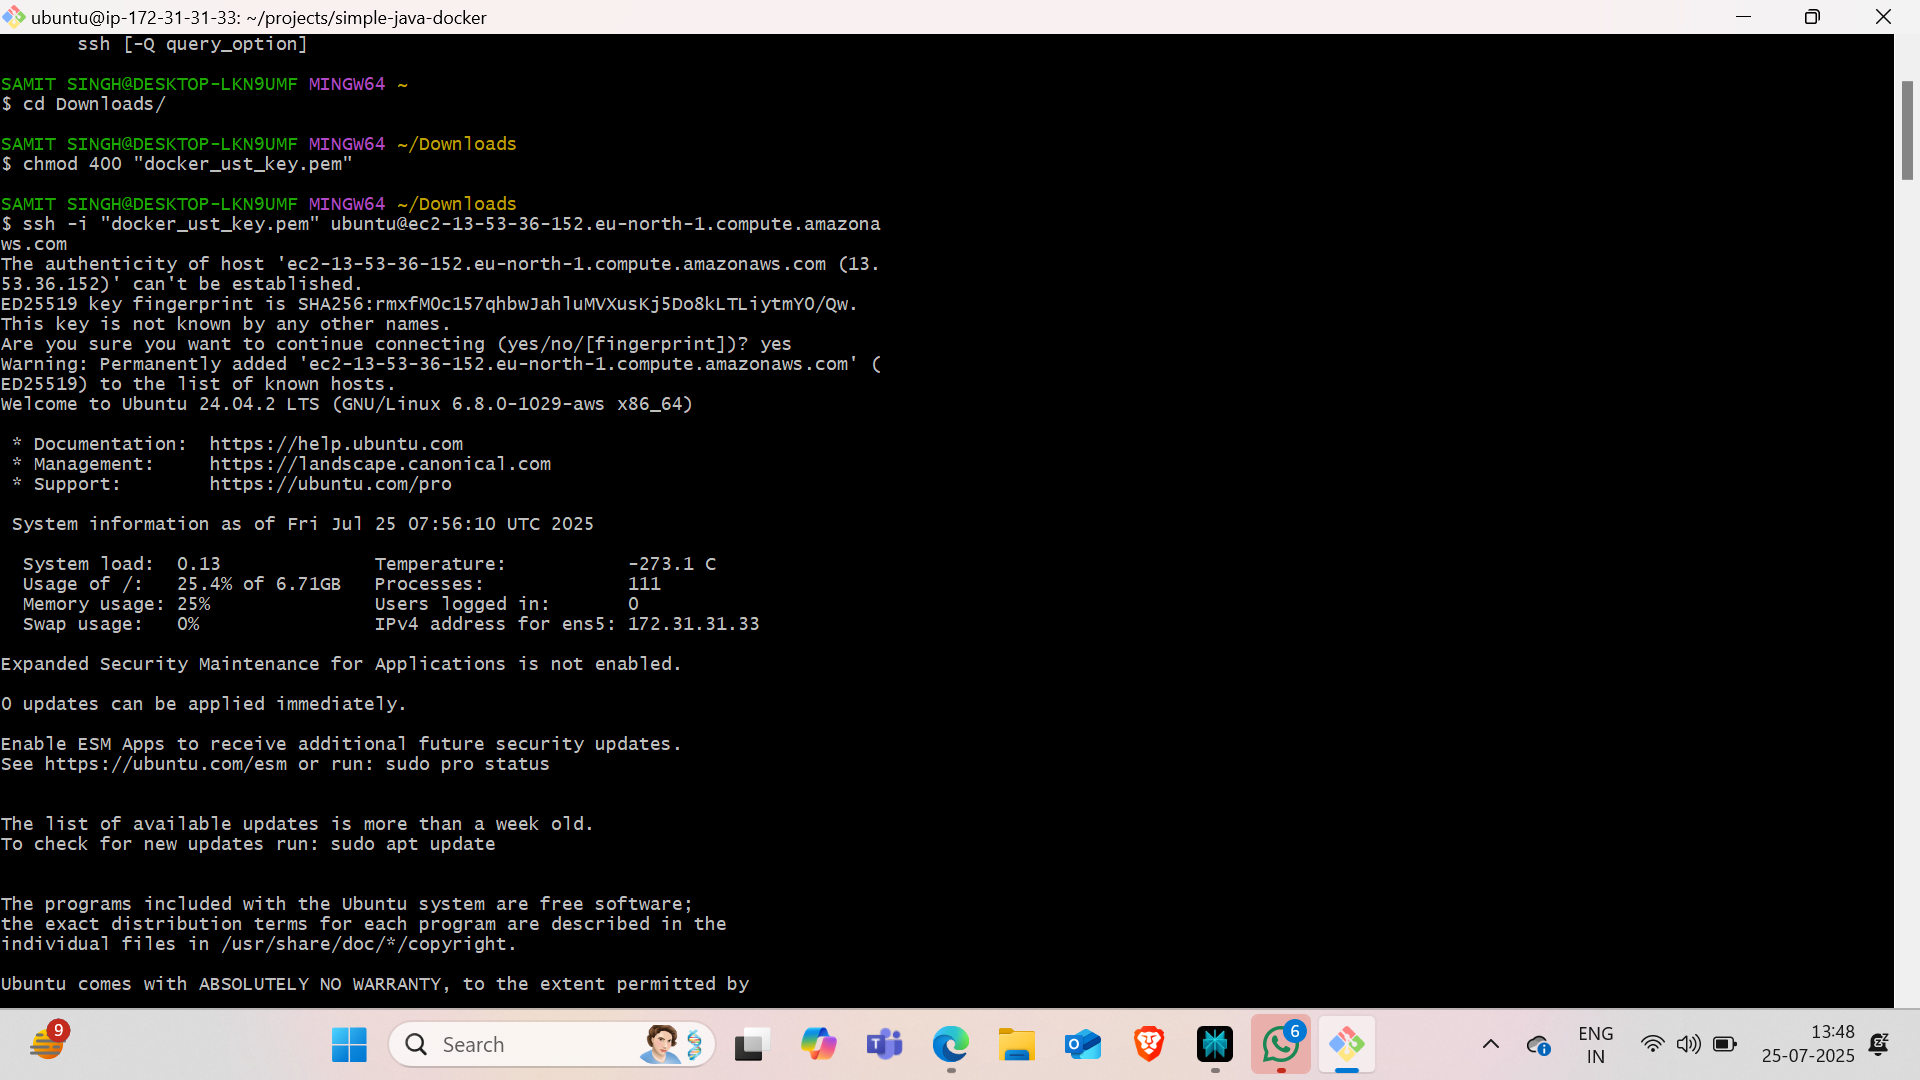 ubuntu@ip-172-31-31-33: ~/projects/simple-java-docker
ssh [-Q query_option]
SAMIT SINGH@DESKTOP-LKN9UMF MINGW64 ~
$ cd Downloads/
SAMIT SINGH@DESKTOP-LKN9UMF MINGW64 ~/Downloads
$ chmod 400 "docker_ust_key.pem"
SAMIT SINGH@DESKTOP-LKN9UMF MINGW64 ~/Downloads
$ ssh -i "docker_ust_key.pem" ubuntu@ec2-13-53-36-152.eu-north-1.compute.amazona
ws.com
The authenticity of host 'ec2-13-53-36-152.eu-north-1.compute.amazonaws.com (13.
53.36.152)' can't be established.
ED25519 key fingerprint is SHA256:rmxfM0c157qhbwJahluMVXusKj5Do8kLTLiytmY0/Qw.
This key is not known by any other names.
Are you sure you want to continue connecting (yes/no/[fingerprint])? yes
Warning: Permanently added 'ec2-13-53-36-152.eu-north-1.compute.amazonaws.com' (
ED25519) to the list of known hosts.
Welcome to Ubuntu 24.04.2 LTS (GNU/Linux 6.8.0-1029-aws x86_64)
* Documentation:  https://help.ubuntu.com
* Management:     https://landscape.canonical.com
* Support:        https://ubuntu.com/pro
System information as of Fri Jul 25 07:56:10 UTC 2025
System load:  0.13              Temperature:           -273.1 C
Usage of /:   25.4% of 6.71GB   Processes:             111
Memory usage: 25%               Users logged in:       0
Swap usage:   0%                IPv4 address for ens5: 172.31.31.33
Expanded Security Maintenance for Applications is not enabled.
0 updates can be applied immediately.
Enable ESM Apps to receive additional future security updates.
See https://ubuntu.com/esm or run: sudo pro status
The list of available updates is more than a week old.
To check for new updates run: sudo apt update
The programs included with the Ubuntu system are free software;
the exact distribution terms for each program are described in the
individual files in /usr/share/doc/*/copyright.
Ubuntu comes with ABSOLUTELY NO WARRANTY, to the extent permitted by
9
Search
6
ENG
IN
13:48
25-07-2025